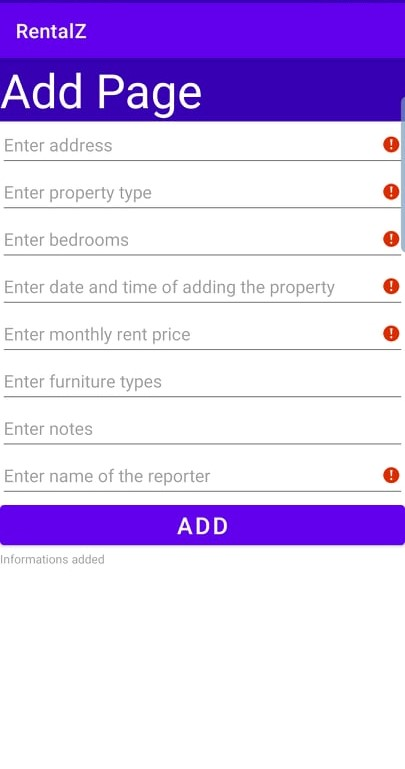 RentalZ
Add Page
Enter address
Enter property type
Enter bedrooms
Enter date and time of adding the property
Enter monthly rent price
Enter furniture types
Enter notes
Enter name of the reporter
ADD
Informations added